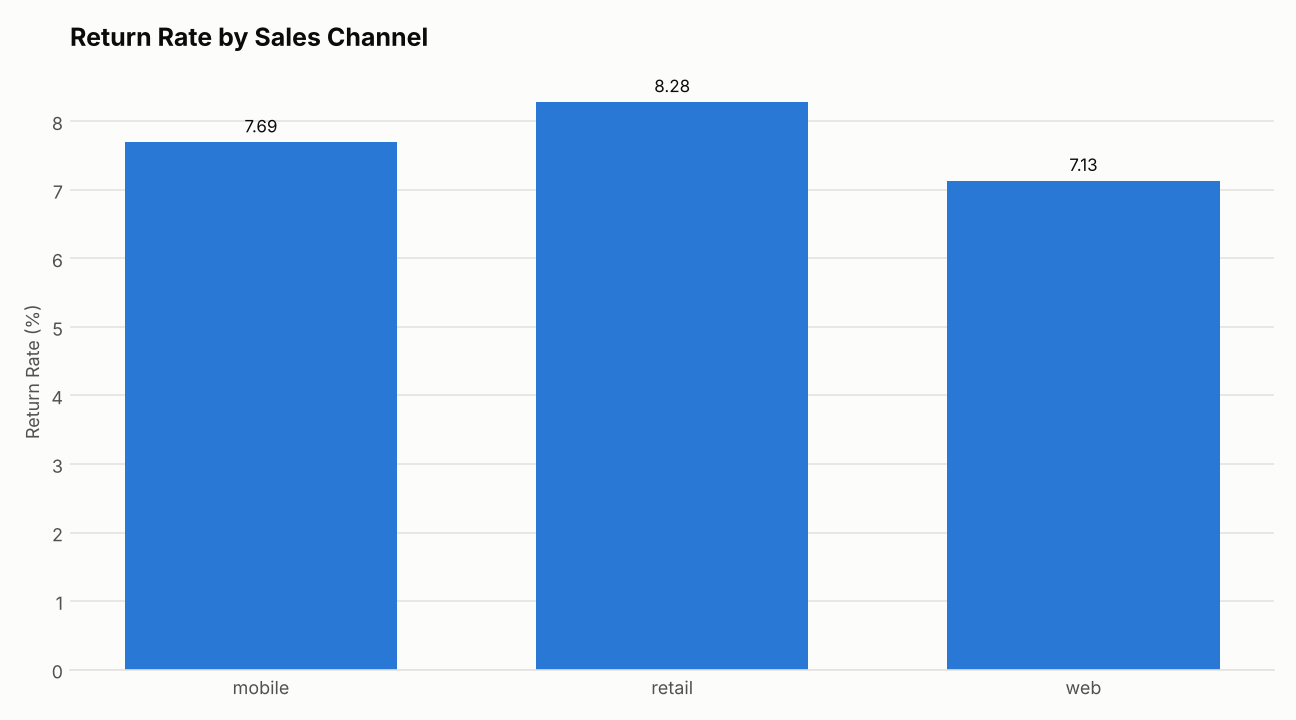 Return Rate by Sales Channel
Return Rate (%)
8
7
6
5
4
3
2
1
0
7.69
8.28
7.13
mobile
retail
web